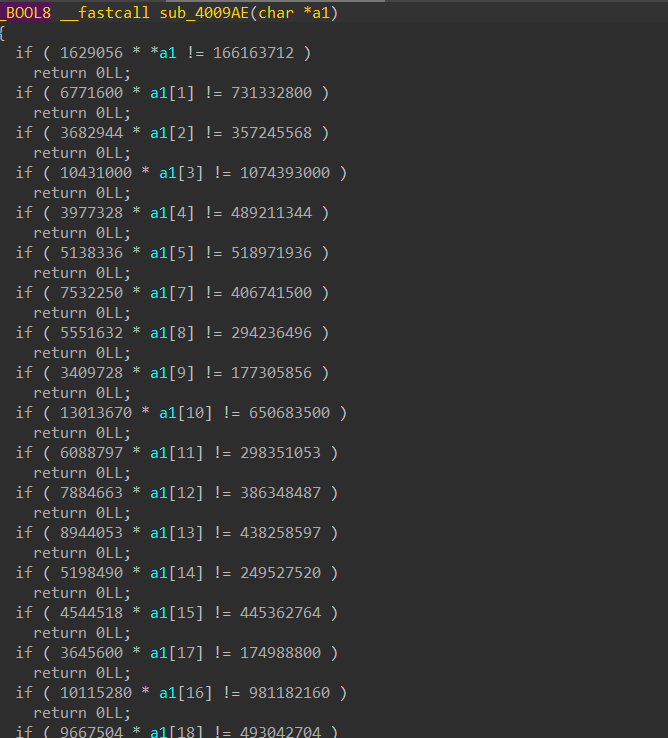 _BOOL8 __fastcall sub_4009AE(char *a1)
{
if ( 1629056 * *a1 != 166163712 )
return 0LL;
if ( 6771600 * a1[1] != 731332800 )
return 0LL;
if ( 3682944 * a1[2] != 357245568 )
return 0LL;
if ( 10431000 * a1[3] != 1074393000 )
return 0LL;
if ( 3977328 * a1[4] != 489211344 )
return 0LL;
if ( 5138336 * a1[5] != 518971936 )
return 0LL;
if ( 7532250 * a1[7] != 406741500 )
return 0LL;
if ( 5551632 * a1[8] != 294236496 )
return 0LL;
if ( 3409728 * a1[9] != 177305856 )
return 0LL;
if ( 13013670 * a1[10] != 650683500 )
return 0LL;
if ( 6088797 * a1[11] != 298351053 )
return 0LL;
if ( 7884663 * a1[12] != 386348487 )
return 0LL;
if ( 8944053 * a1[13] != 438258597 )
return 0LL;
if ( 5198490 * a1[14] != 249527520 )
return 0LL;
if ( 4544518 * a1[15] != 445362764 )
return 0LL;
if ( 3645600 * a1[17] != 174988800 )
return 0LL;
if ( 10115280 * a1[16] != 981182160 )
return 0LL;
if ( 9667504 * a1[18] != 493042704 )